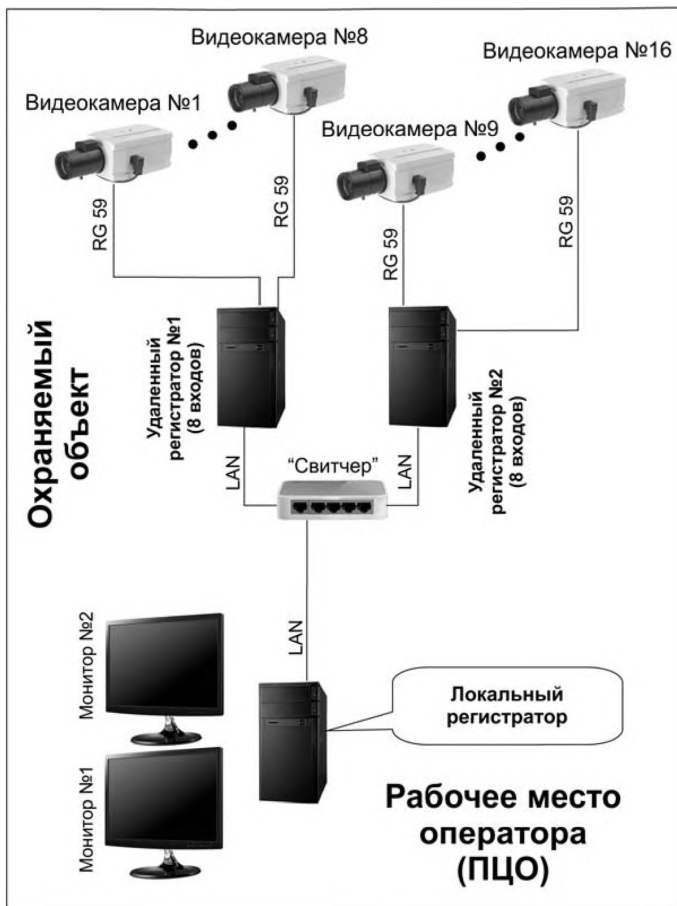 Видеокамера №8
Видеокамера №16
Видеокамера №1
Видеокамера №9
RG 59
RG 59
RG 59
RG 59
Охраняемый
объект
Удаленный
регистратор №1
(8 входов)
Удаленный
регистратор №2
(8 входов)
LAN
“Свитчер”
LAN
LAN
Монитор №2
Монитор №1
Локальный
регистратор
Рабочее место
оператора
(ПЦО)